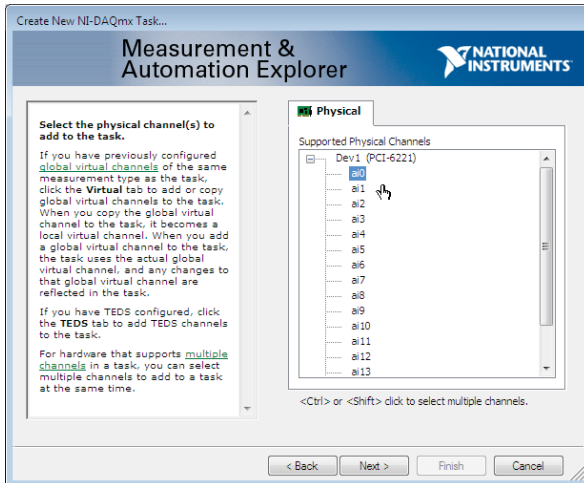 Create New NI-DAQmx Task...
Measurement &
Automation Explorer
NATIONAL
INSTRUMENTS
Select the physical channel(s) to
add to the task.
If you have previously configured
global virtual channels of the same
measurement type as the task,
click the Virtual tab to add or copy
global virtual channels to the task.
When you copy the global virtual
channel to the task, it becomes a
local virtual channel. When you add
a global virtual channel to the task,
the task uses the actual global
virtual channel, and any changes to
that global virtual channel are
reflected in the task.
If you have TEDS configured, click
the TEDS tab to add TEDS channels
to the task.
For hardware that supports multiple
channels in a task, you can select
multiple channels to add to a task
at the same time.
Physical
Supported Physical Channels
Dev1 (PCI-6221)
ai0
ai1
ai2
ai3
ai4
ai5
ai6
ai7
ai8
ai9
ai10
ai11
ai12
ai13
<Ctrl> or <Shift> click to select multiple channels.
< Back Next > Finish Cancel